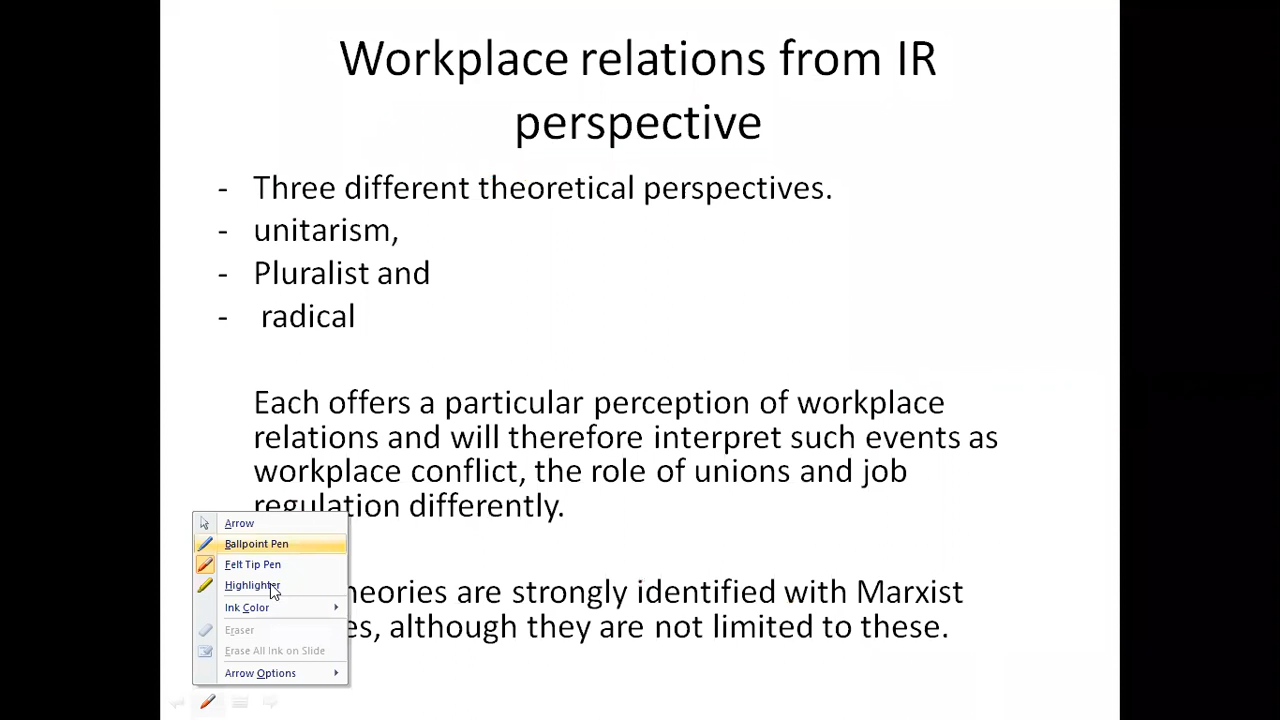 Workplace relations from IR
perspective
- Three different theoretical perspectives.
- unitarism,
- Pluralist and
- radical
Each offers a particular perception of workplace
relations and will therefore interpret such events as
workplace conflict, the role of unions and job
regulation differently.
are strongly identified with Marxist
although they are not limited to these.
Arrow
Ballpoint Pen
Felt Tip Pen
Highlighter
Ink Color
Eraser
Erase All Ink on Slide
Arrow Options